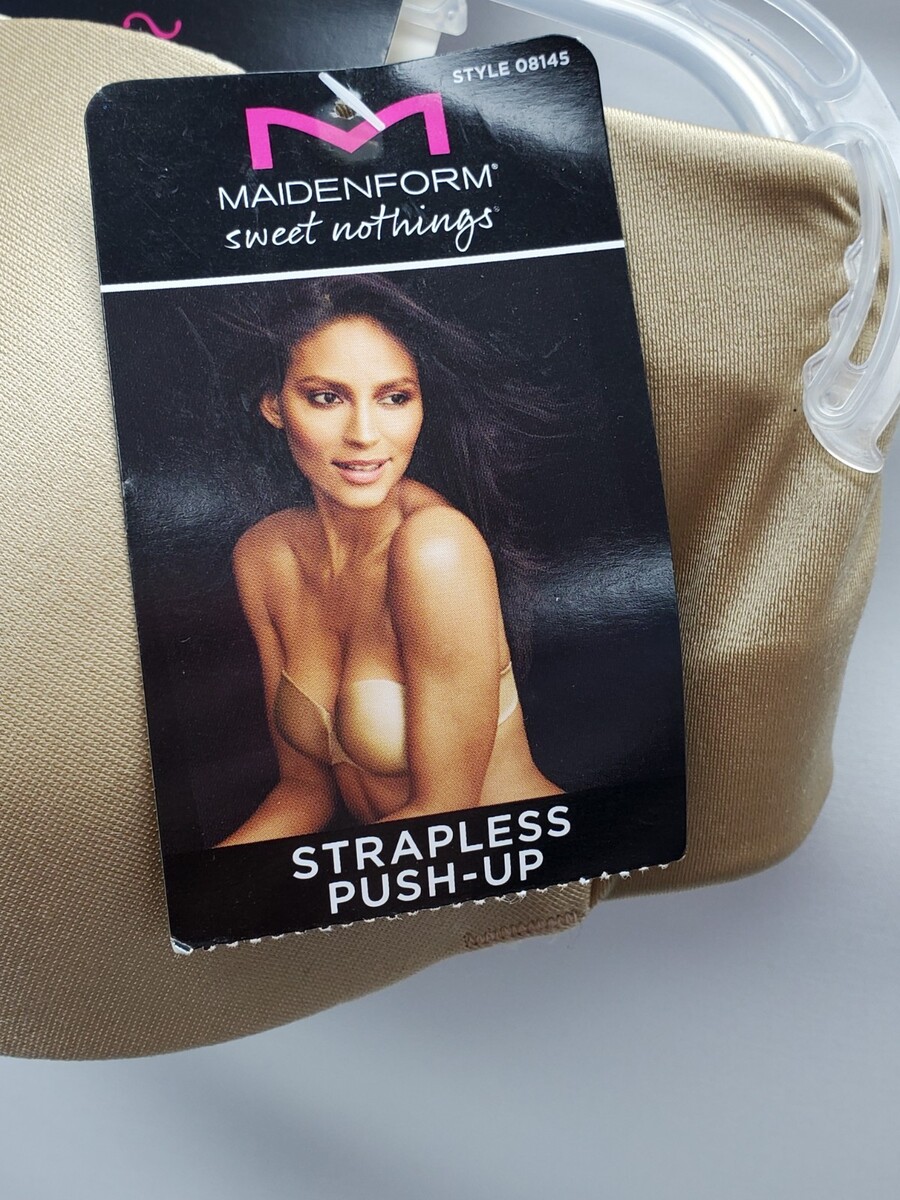 STYLE 08145
MAIDENFORM®
sweet nothings
STRAPLESS
PUSH-UP